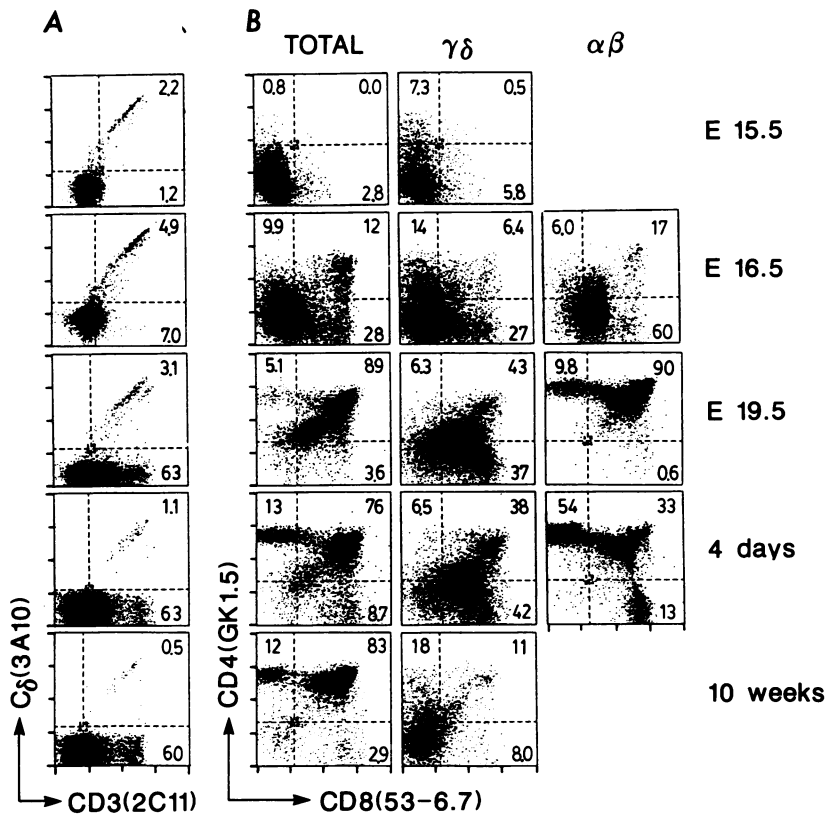 A
B
TOTAL γδ αβ
2.2 0.8 0.0 7.3 0.5
E 15.5
1.2 2.8 5.8
4.9 9.9 12 14 6.4 6.0 17
E 16.5
7.0 28 27 60
3.1 5.1 89 6.3 43 9.8 90
E 19.5
63 3.6 37 0.6
1.1 13 76 6.5 38 54 33
4 days
63 8.7 42 13
0.5 12 83 18 11
10 weeks
60 2.9 8.0
Cδ(3A10)
CD4(GK1.5)
CD3(2C11)
CD8(53-6.7)